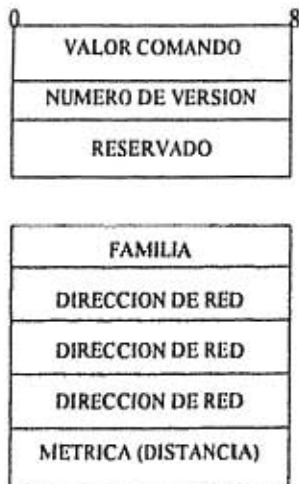 0 8
VALOR COMANDO
NUMERO DE VERSION
RESERVADO
FAMILIA
DIRECCION DE RED
DIRECCION DE RED
DIRECCION DE RED
METRICA (DISTANCIA)